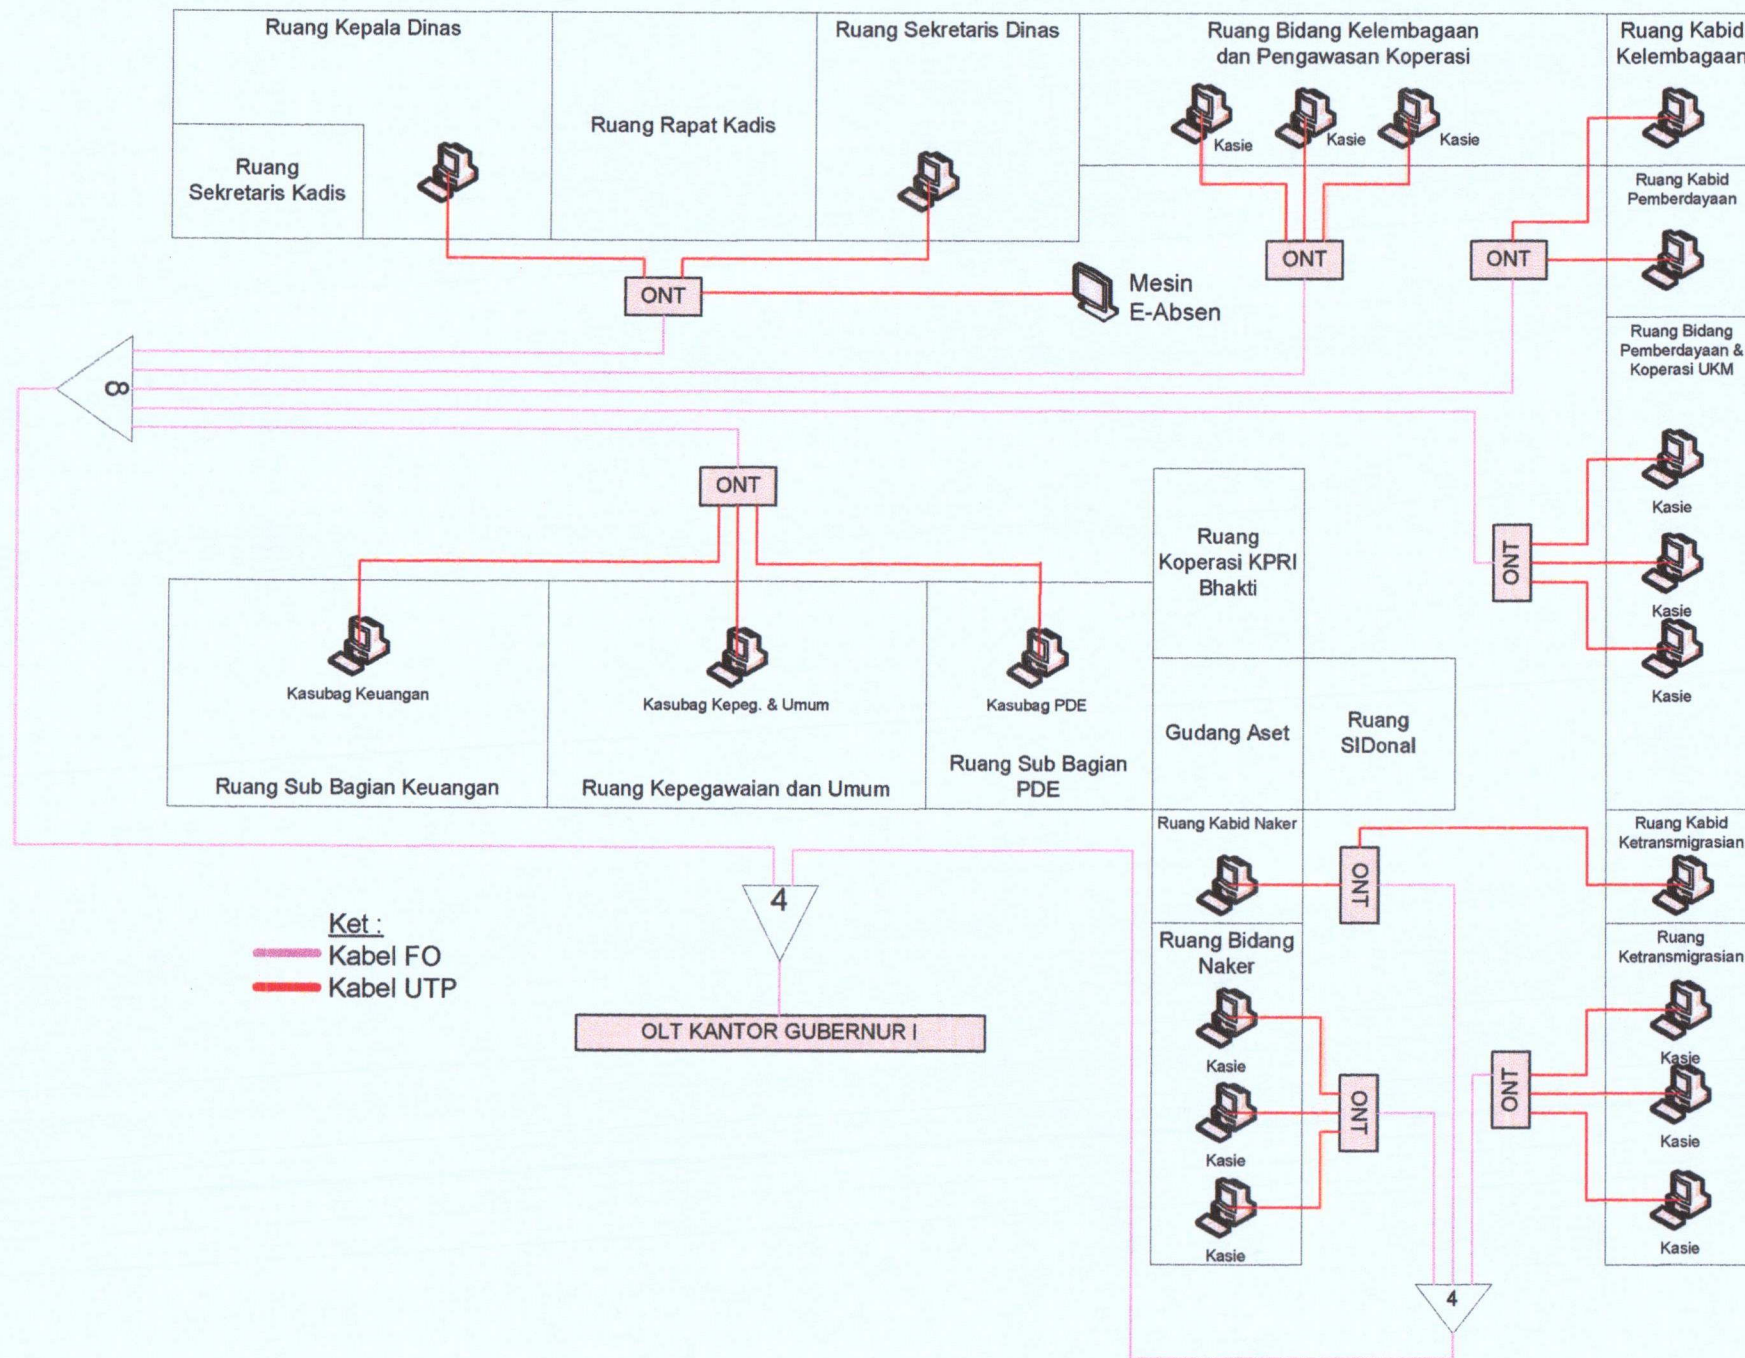 Ruang Kepala Dinas
Ruang Sekretaris Dinas
Ruang Bidang Kelembagaan
dan Pengawasan Koperasi
Ruang Kabid
Kelembagaan
Ruang Rapat Kadis
Ruang
Sekretaris Kadis
Kasie
Kasie
Kasie
Ruang Kabid
Pemberdayaan
ONT
ONT
ONT
Mesin
E-Absen
Ruang Bidang
Pemberdayaan &
Koperasi UKM
8
ONT
Kasie
Ruang
Koperasi KPRI
Bhakti
ONT
Kasie
Kasie
Kasubag Keuangan
Kasubag Kepeg. & Umum
Kasubag PDE
Gudang Aset
Ruang
SIDonal
Ruang Sub Bagian Keuangan
Ruang Kepegawaian dan Umum
Ruang Sub Bagian
PDE
Ruang Kabid Naker
Ruang Kabid
Ketransmigrasian
ONT
4
Ket :
Kabel FO
Kabel UTP
Ruang Bidang
Naker
Ruang
Ketransmigrasian
OLT KANTOR GUBERNUR I
Kasie
Kasie
ONT
ONT
Kasie
Kasie
Kasie
Kasie
4